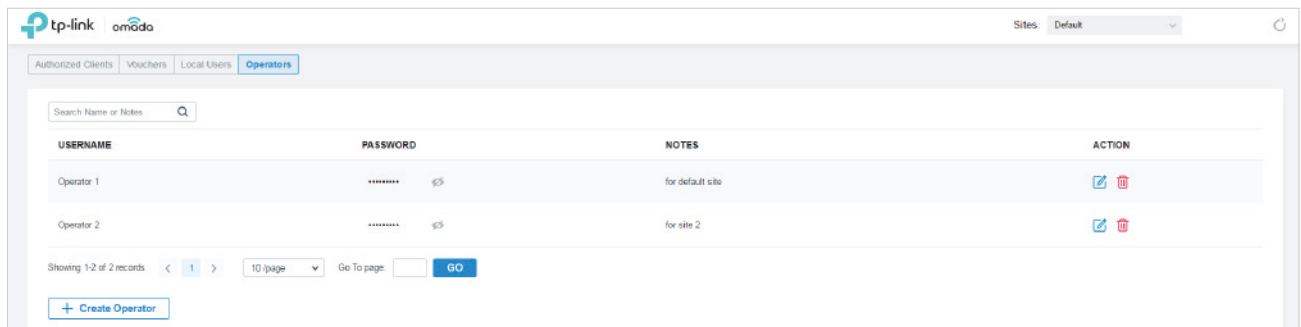 tp-link omada Sites: Default
Authorized Clients Vouchers Local Users Operators
Search Name or Notes
USERNAME PASSWORD NOTES ACTION
Operator 1 ••••••••• for default site
Operator 2 ••••••••• for site 2
Showing 1-2 of 2 records < 1 > 10 /page Go To page: GO
+ Create Operator